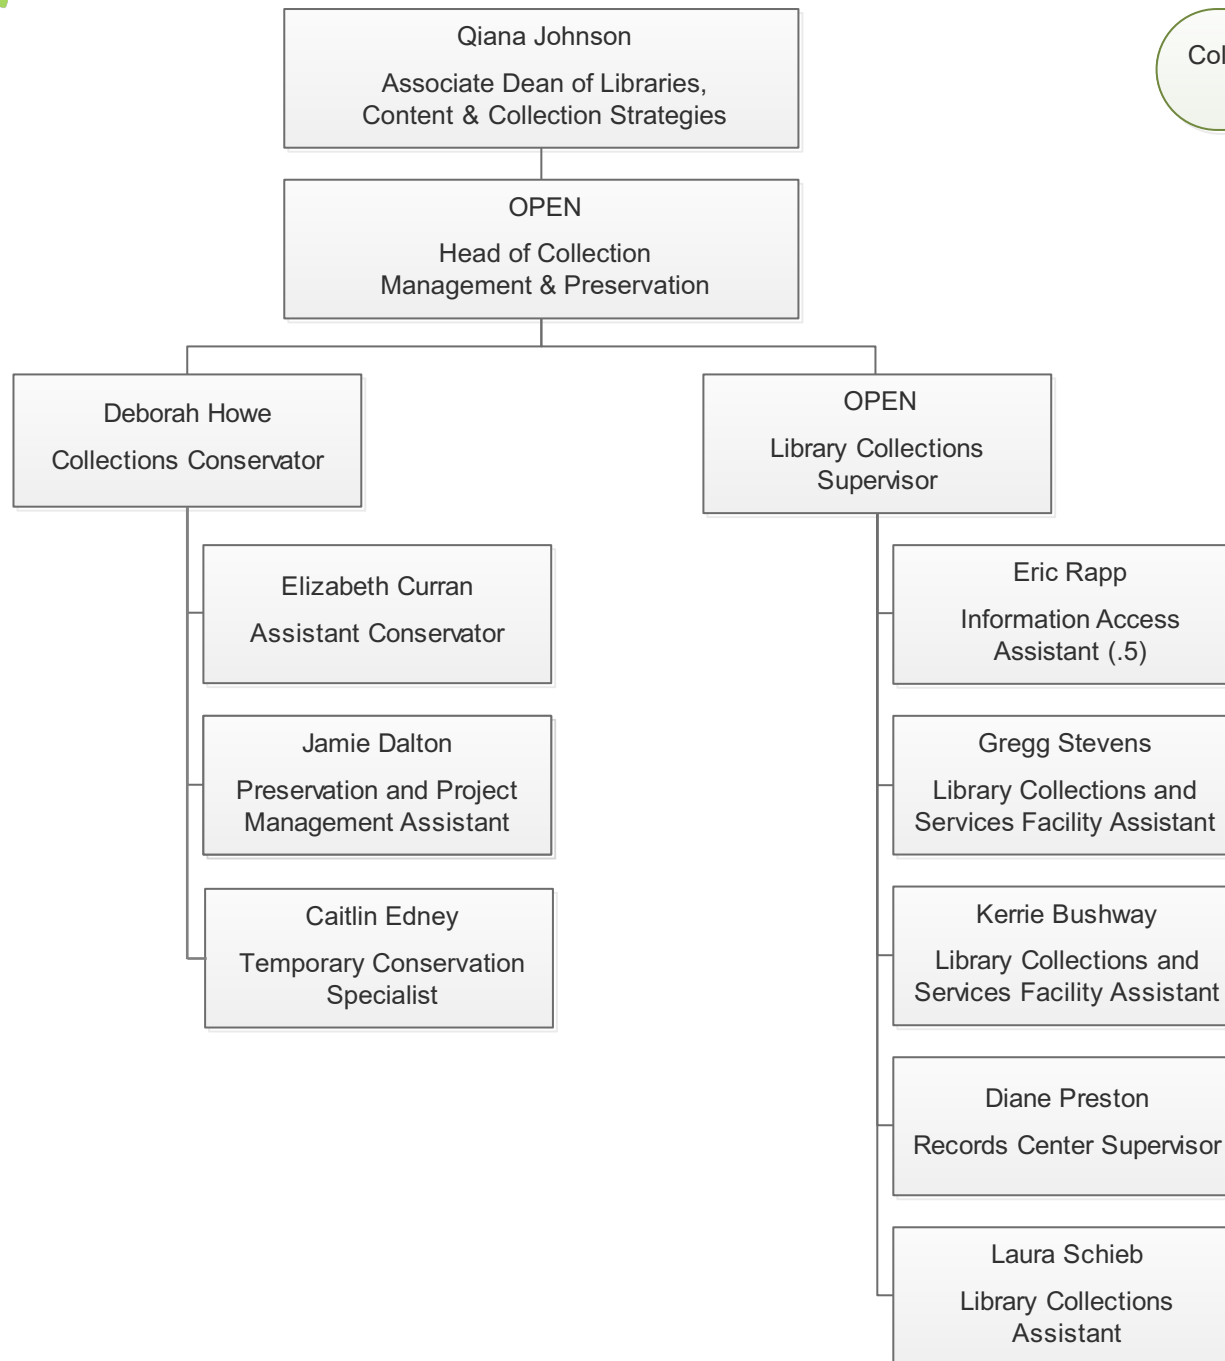 Qiana Johnson
Associate Dean of Libraries,
Content & Collection Strategies
OPEN
Head of Collection
Management & Preservation
Deborah Howe
Collections Conservator
OPEN
Library Collections
Supervisor
Elizabeth Curran
Assistant Conservator
Jamie Dalton
Preservation and Project
Management Assistant
Caitlin Edney
Temporary Conservation
Specialist
Eric Rapp
Information Access
Assistant (.5)
Gregg Stevens
Library Collections and
Services Facility Assistant
Kerrie Bushway
Library Collections and
Services Facility Assistant
Diane Preston
Records Center Supervisor
Laura Schieb
Library Collections
Assistant